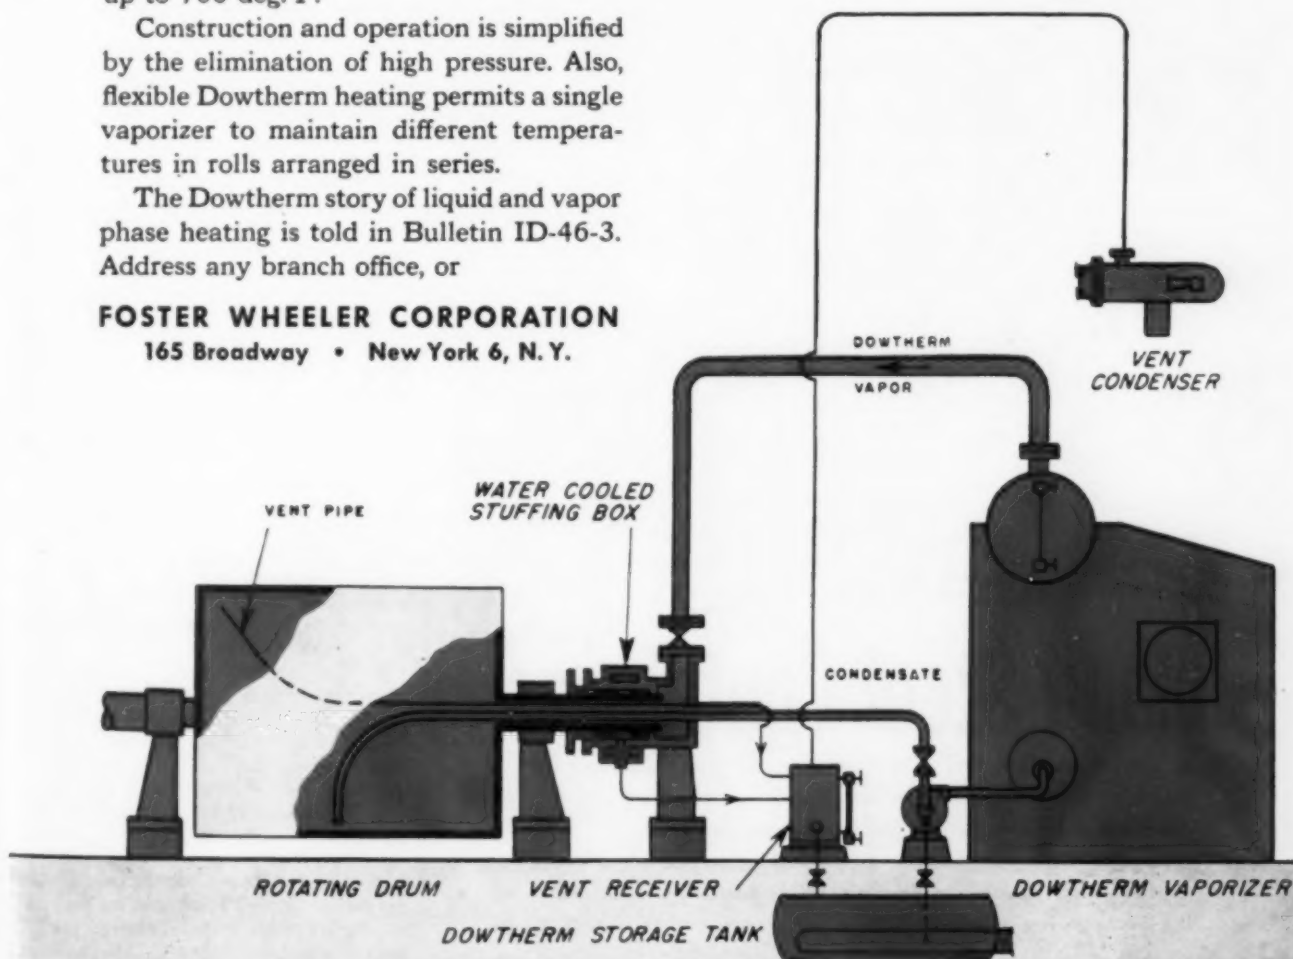 up to 700 deg. F.
Construction and operation is simplified
by the elimination of high pressure. Also,
flexible Dowtherm heating permits a single
vaporizer to maintain different tempera-
tures in rolls arranged in series.
The Dowtherm story of liquid and vapor
phase heating is told in Bulletin ID-46-3.
Address any branch office, or
FOSTER WHEELER CORPORATION
165 Broadway • New York 6, N. Y.
DOWTHERM
VAPOR
VENT
CONDENSER
WATER COOLED
STUFFING BOX
VENT PIPE
CONDENSATE
ROTATING DRUM
VENT RECEIVER
DOWTHERM VAPORIZER
DOWTHERM STORAGE TANK